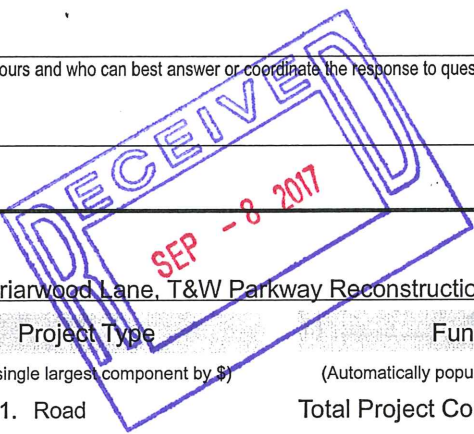 ours and who can best answer or coordinate the response to ques
RECEIVED
SEP - 8 2017
riarwood Lane, T&W Parkway Reconstructio
Project Type
Fun
single largest component by $)
(Automatically popu
1. Road
Total Project Co